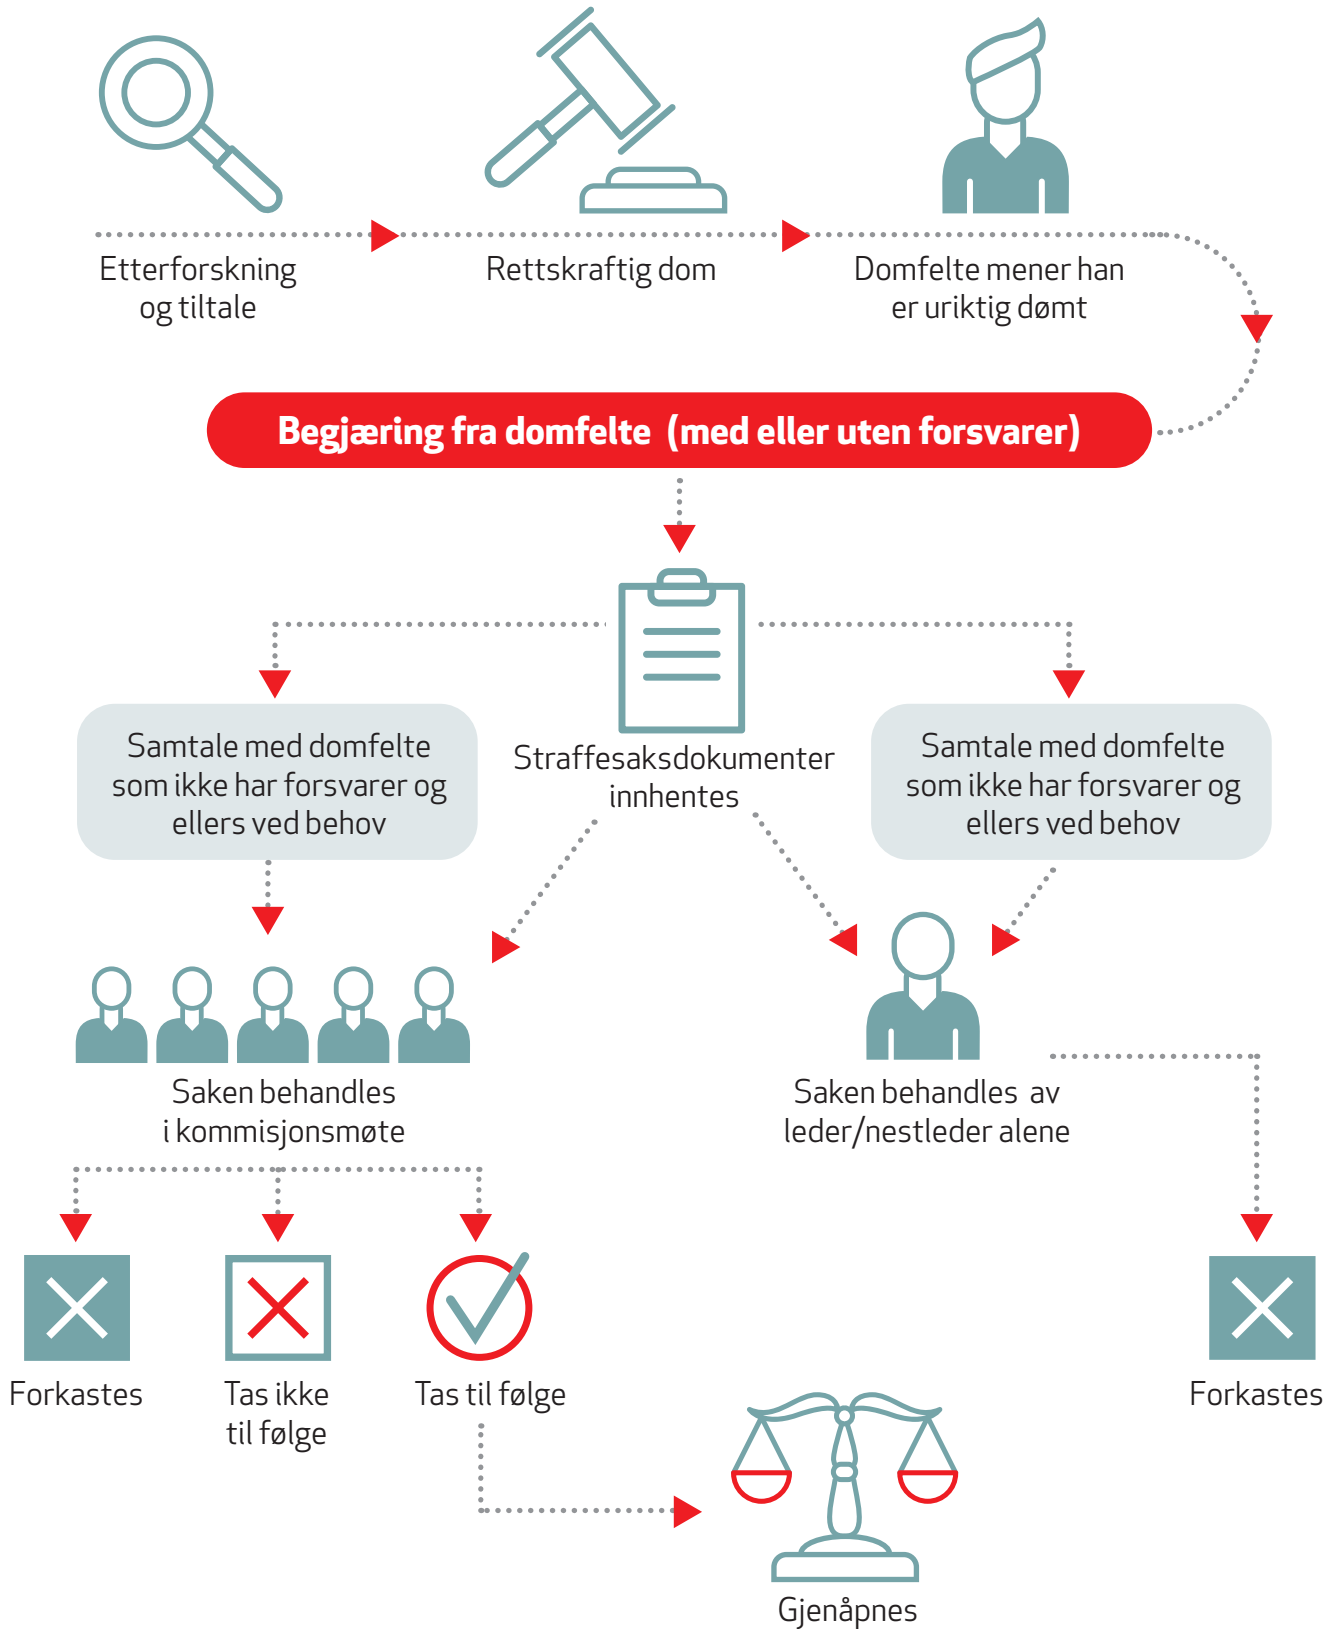 Etterforskning
og tiltale
Rettskraftig dom
Domfelte mener han
er uriktig dømt
Begjæring fra domfelte (med eller uten forsvarer)
Samtale med domfelte
som ikke har forsvarer og
ellers ved behov
Straffesaksdokumenter
innhentes
Samtale med domfelte
som ikke har forsvarer og
ellers ved behov
Saken behandles
i kommisjonsmøte
Saken behandles av
leder/nestleder alene
Forkastes
Tas ikke
til følge
Tas til følge
Forkastes
Gjenåpnes